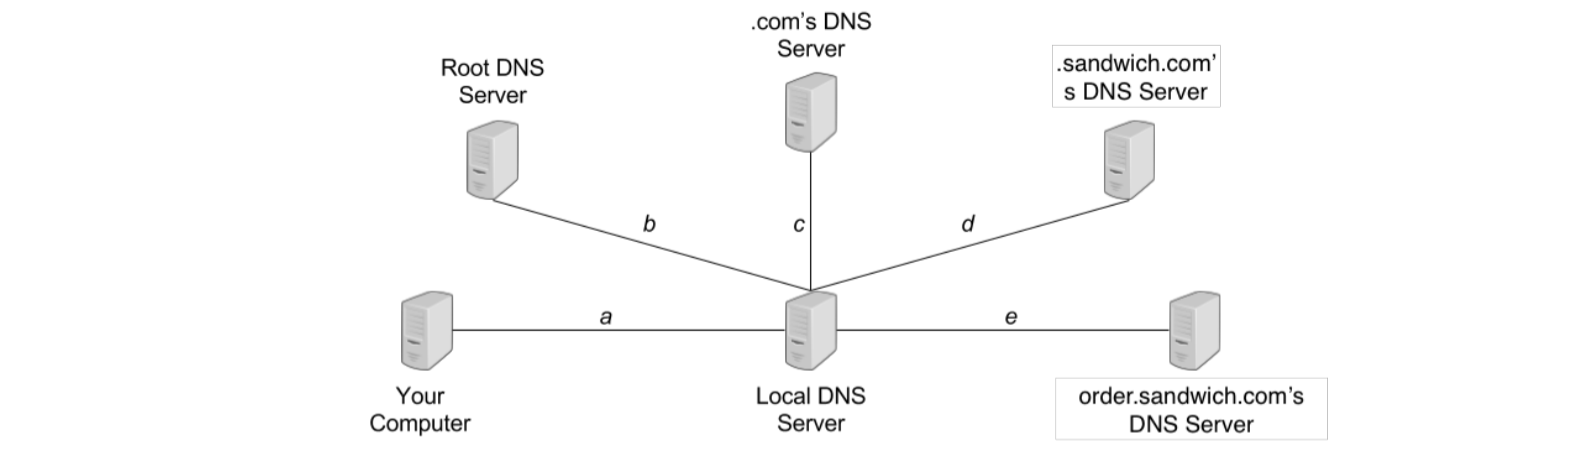 .com’s DNS
Server
Root DNS
Server
.sandwich.com’
s DNS Server
b
c
d
a
e
Your
Computer
Local DNS
Server
order.sandwich.com’s
DNS Server